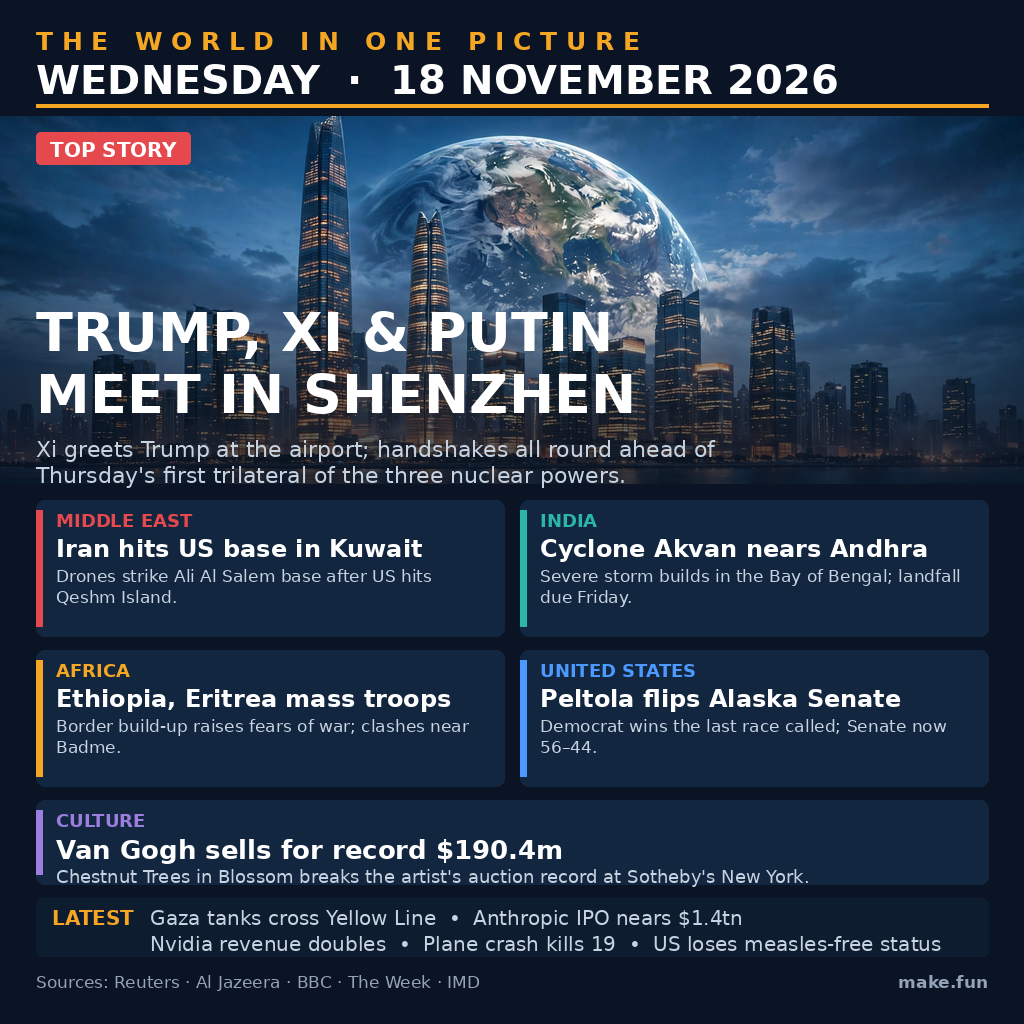 THE WORLD IN ONE PICTURE
WEDNESDAY · 18 NOVEMBER 2026
TOP STORY
TRUMP, XI & PUTIN
MEET IN SHENZHEN
Xi greets Trump at the airport; handshakes all round ahead of
Thursday's first trilateral of the three nuclear powers.
MIDDLE EAST
Iran hits US base in Kuwait
Drones strike Ali Al Salem base after US hits
Qeshm Island.
INDIA
Cyclone Akvan nears Andhra
Severe storm builds in the Bay of Bengal; landfall
due Friday.
AFRICA
Ethiopia, Eritrea mass troops
Border build-up raises fears of war; clashes near
Badme.
UNITED STATES
Peltola flips Alaska Senate
Democrat wins the last race called; Senate now
56–44.
CULTURE
Van Gogh sells for record $190.4m
Chestnut Trees in Blossom breaks the artist's auction record at Sotheby's New York.
LATEST Gaza tanks cross Yellow Line • Anthropic IPO nears $1.4tn
Nvidia revenue doubles • Plane crash kills 19 • US loses measles-free status
Sources: Reuters · Al Jazeera · BBC · The Week · IMD
make.fun